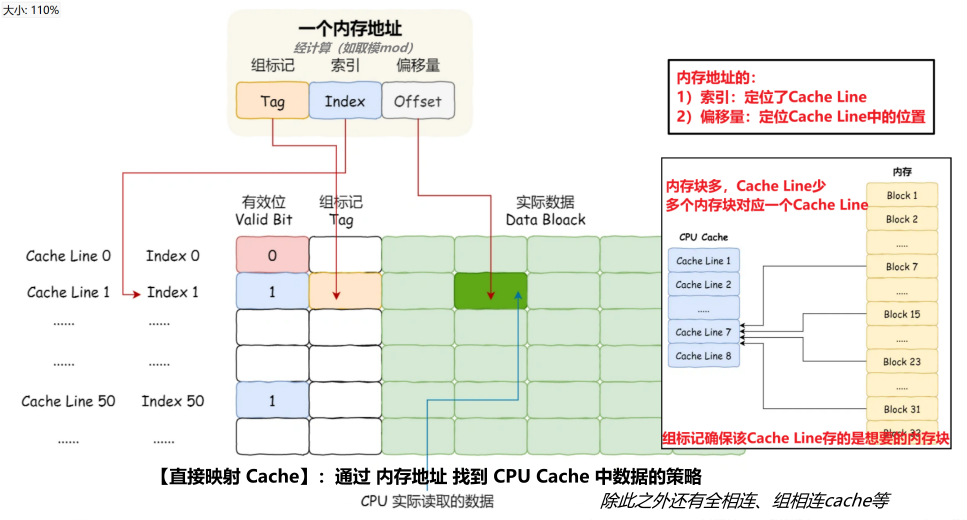 大小: 110%
一个内存地址
经计算（如取模mod）
组标记 索引 偏移量
Tag Index Offset
内存地址的：
1）索引：定位了Cache Line
2）偏移量：定位Cache Line中的位置
有效位 组标记 实际数据
Valid Bit Tag Data Bloack
Cache Line 0 Index 0 0
Cache Line 1 Index 1 1
...... ......
...... ......
Cache Line 50 Index 50 1
...... ......
内存
内存块多，Cache Line少
多个内存块对应一个Cache Line
CPU Cache
Cache Line 1
Cache Line 2
......
Cache Line 7
Cache Line 8
Block 1
Block 2
......
Block 7
......
Block 15
......
Block 23
......
Block 31
Block 32
组标记确保该Cache Line存的是想要的内存块
【直接映射 Cache】：通过 内存地址 找到 CPU Cache 中数据的策略
CPU 实际读取的数据
除此之外还有全相连、组相连cache等